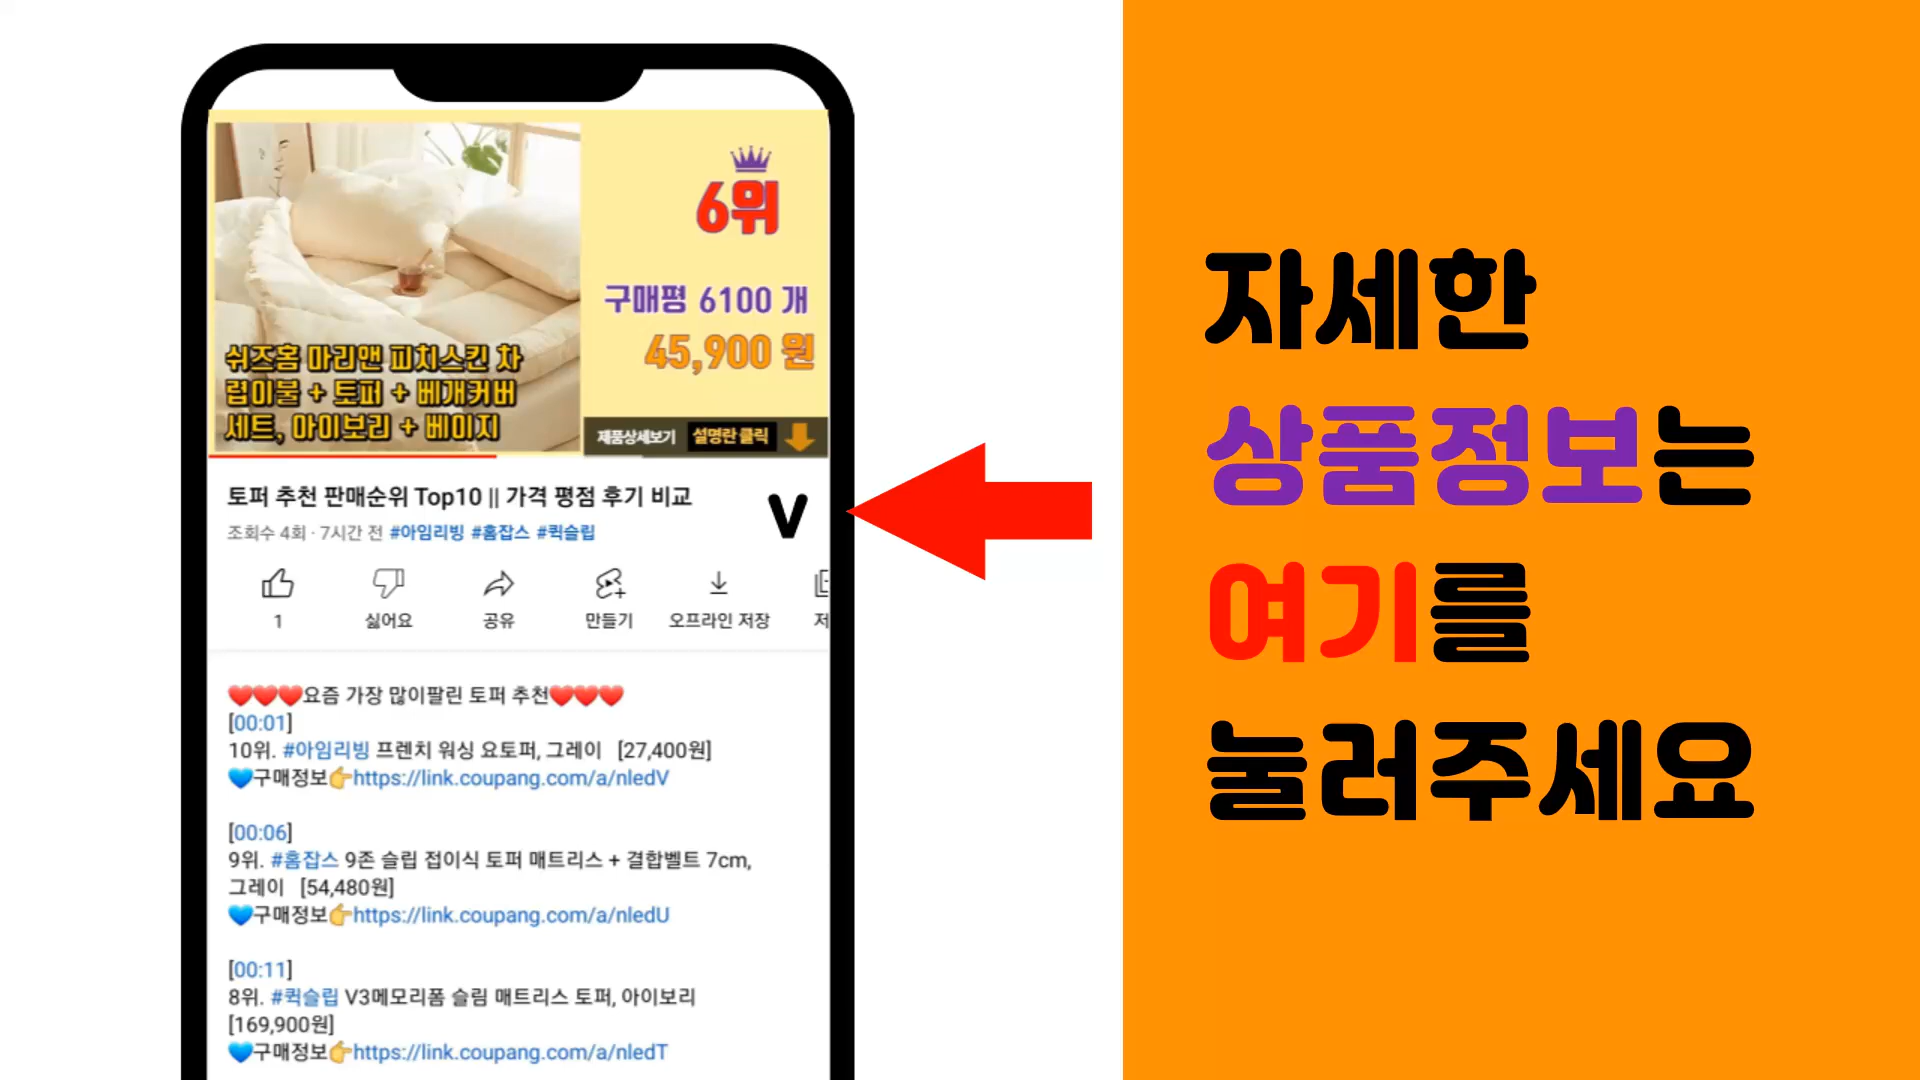 6위
구매평 6100 개
45,900 원
쉬즈홈 마리앤 피치스킨 차
렵이불 + 토퍼 + 베개커버
세트, 아이보리 + 베이지
제품상세보기 설명란 클릭
토퍼 추천 판매순위 Top10 || 가격 평점 후기 비교
V
조회수 4회 · 7시간 전 #아임리빙 #홈잡스 #퀵슬립
1 싫어요 공유 만들기 오프라인 저장 저
❤️❤️❤️요즘 가장 많이팔린 토퍼 추천❤️❤️❤️
[00:01]
10위. #아임리빙 프렌치 워싱 요토퍼, 그레이 [27,400원]
💙구매정보👉https://link.coupang.com/a/nledV
[00:06]
9위. #홈잡스 9존 슬립 접이식 토퍼 매트리스 + 결합벨트 7cm,
그레이 [54,480원]
💙구매정보👉https://link.coupang.com/a/nledU
[00:11]
8위. #퀵슬립 V3메모리폼 슬림 매트리스 토퍼, 아이보리
[169,900원]
💙구매정보👉https://link.coupang.com/a/nledT
자세한
상품정보는
여기를
눌러주세요